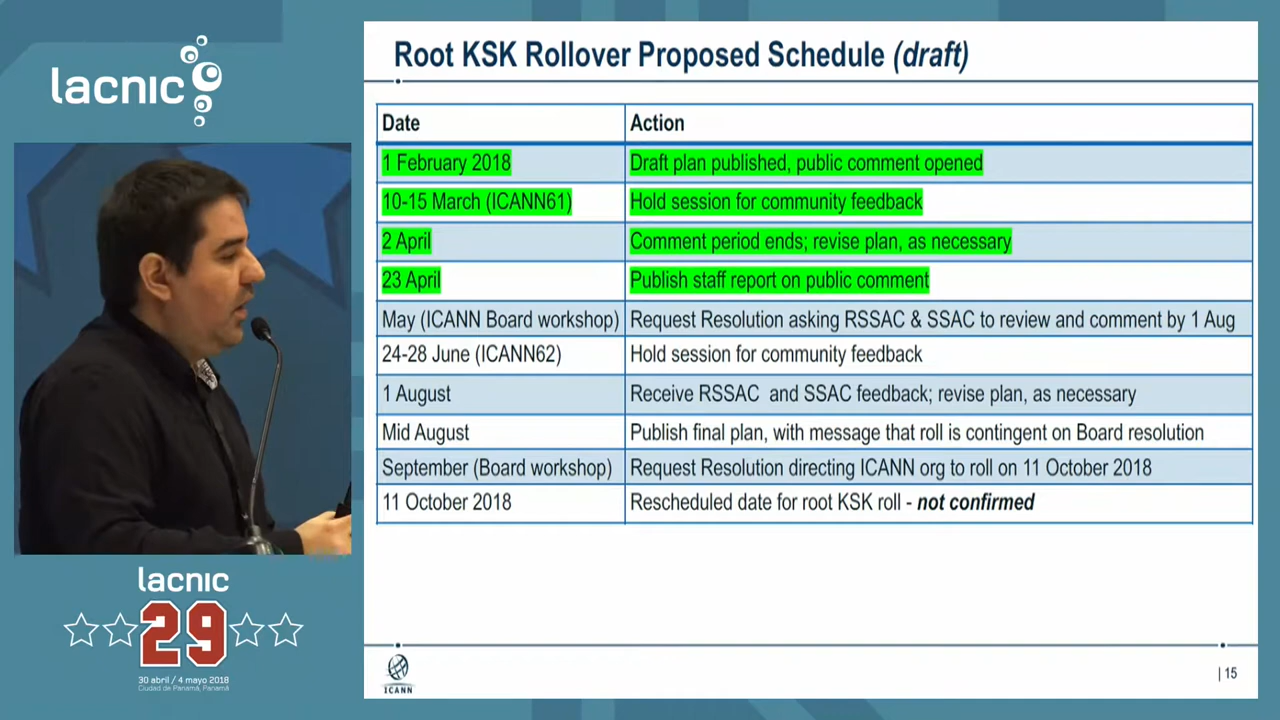 lacnic
lacnic
29
30 abril / 4 mayo 2018
Ciudad de Panamá, Panamá
Root KSK Rollover Proposed Schedule (draft)
Date Action
1 February 2018 Draft plan published, public comment opened
10-15 March (ICANN61) Hold session for community feedback
2 April Comment period ends; revise plan, as necessary
23 April Publish staff report on public comment
May (ICANN Board workshop) Request Resolution asking RSSAC & SSAC to review and comment by 1 Aug
24-28 June (ICANN62) Hold session for community feedback
1 August Receive RSSAC and SSAC feedback; revise plan, as necessary
Mid August Publish final plan, with message that roll is contingent on Board resolution
September (Board workshop) Request Resolution directing ICANN org to roll on 11 October 2018
11 October 2018 Rescheduled date for root KSK roll - not confirmed
ICANN
| 15